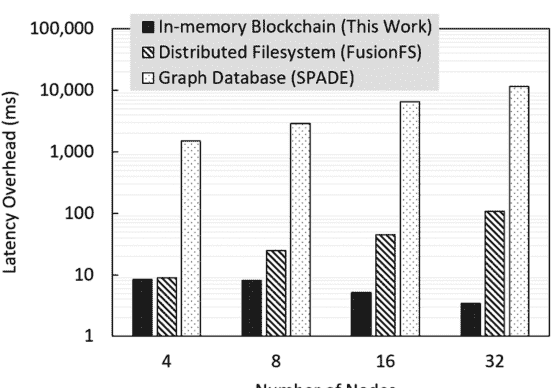 In-memory Blockchain (This Work)
Distributed Filesystem (FusionFS)
Graph Database (SPADE)
Latency Overhead (ms)
100,000
10,000
1,000
100
10
1
4 8 16 32
Number of Nodes